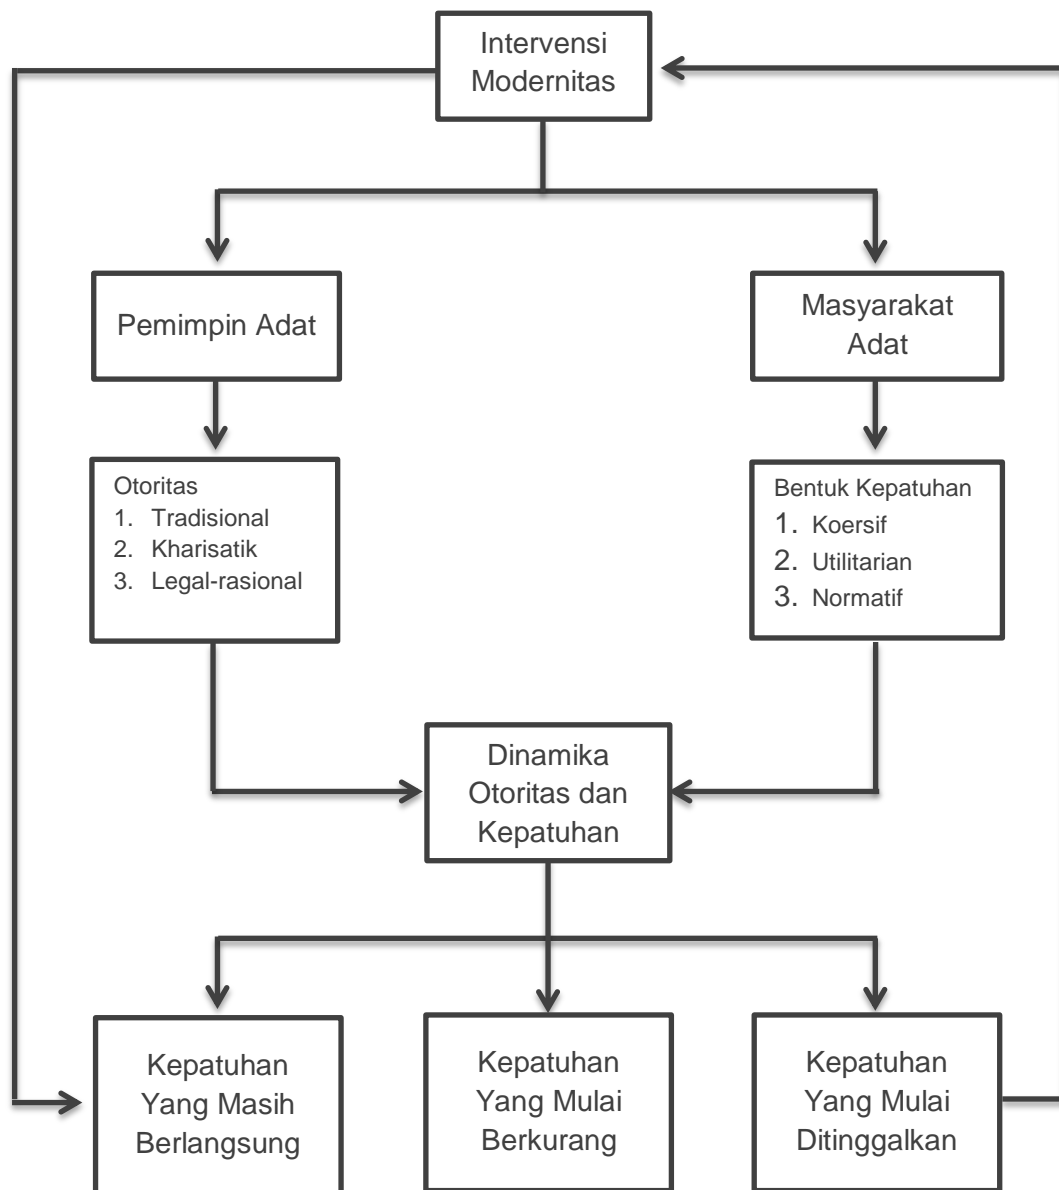 Intervensi
Modernitas
Pemimpin Adat
Masyarakat
Adat
Otoritas
1. Tradisional
2. Kharisatik
3. Legal-rasional
Bentuk Kepatuhan
1. Koersif
2. Utilitarian
3. Normatif
Dinamika
Otoritas dan
Kepatuhan
Kepatuhan
Yang Masih
Berlangsung
Kepatuhan
Yang Mulai
Berkurang
Kepatuhan
Yang Mulai
Ditinggalkan